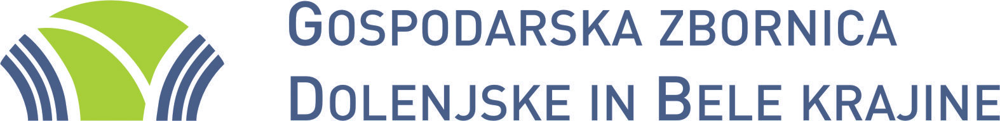 GOSPODARSKA ZBORNICA
DOLENJSKE IN BELE KRAJINE